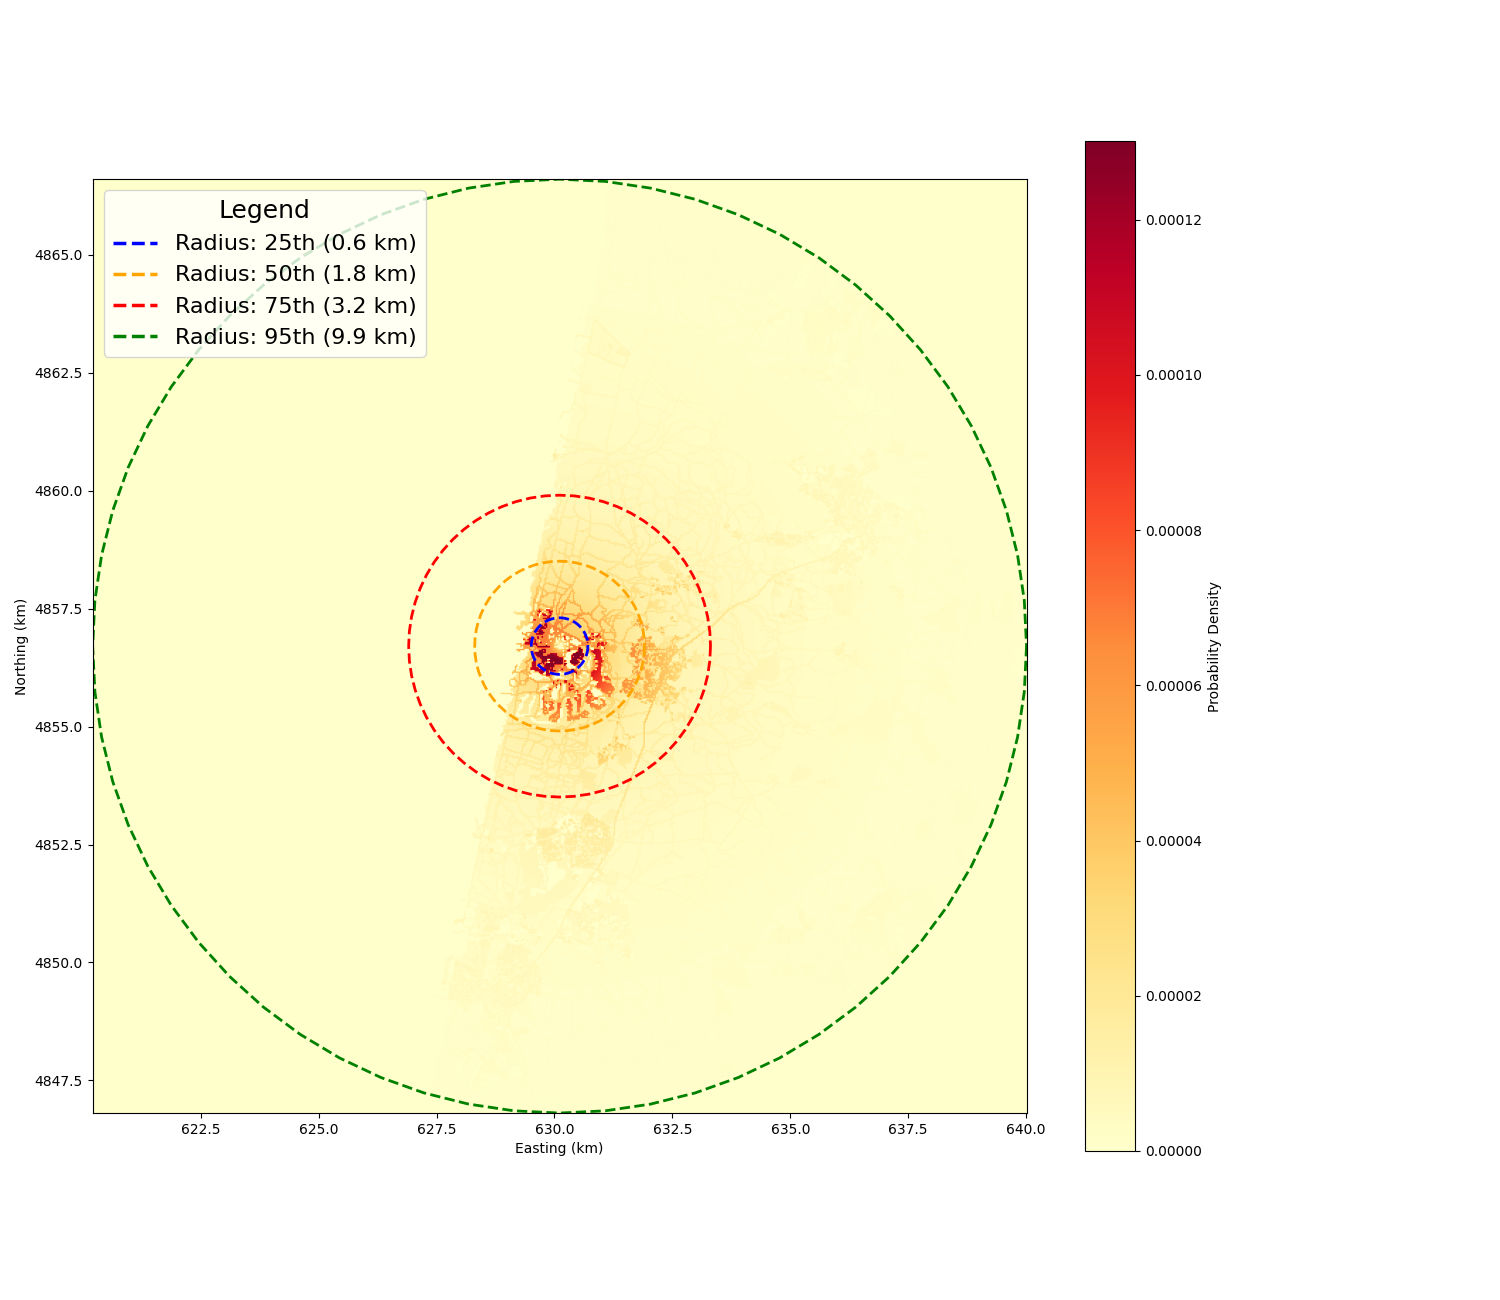 Legend
Radius: 25th (0.6 km)
Radius: 50th (1.8 km)
Radius: 75th (3.2 km)
Radius: 95th (9.9 km)
4865.0
4862.5
4860.0
4857.5
4855.0
4852.5
4850.0
4847.5
Northing (km)
622.5 625.0 627.5 630.0 632.5 635.0 637.5 640.0
Easting (km)
0.00012
0.00010
0.00008
0.00006
0.00004
0.00002
0.00000
Probability Density